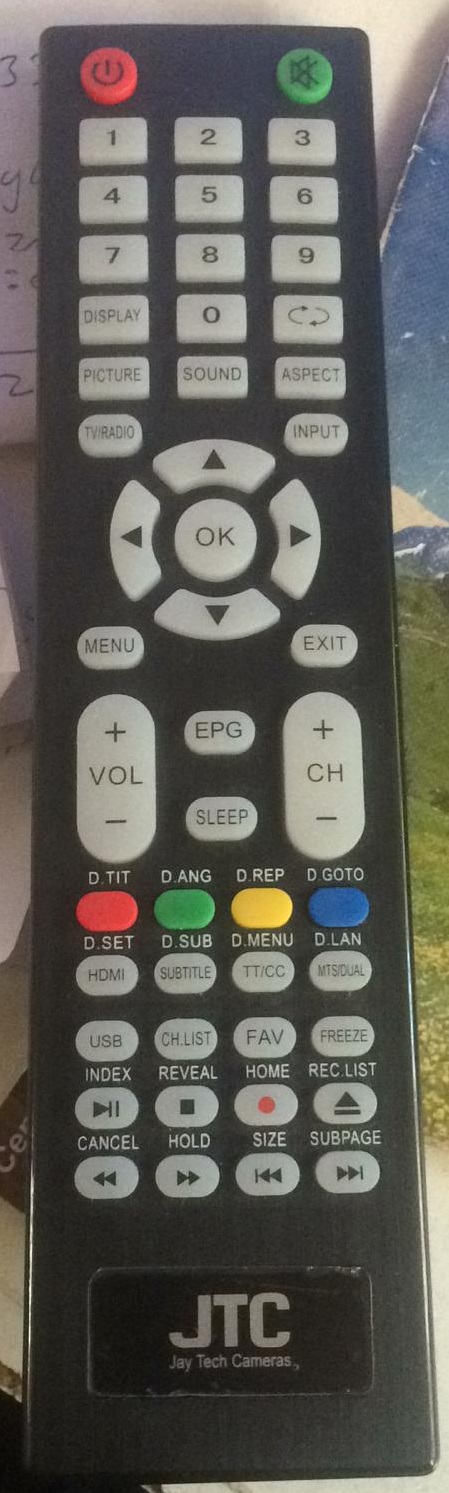 1 2 3
4 5 6
7 8 9
DISPLAY 0
PICTURE SOUND ASPECT
TV/RADIO INPUT
OK
MENU EXIT
+ EPG +
VOL CH
- SLEEP -
D.TIT D.ANG D.REP D.GOTO
D.SET D.SUB D.MENU D.LAN
HDMI SUBTITLE TT/CC MTS/DUAL
USB CH.LIST FAV FREEZE
INDEX REVEAL HOME REC.LIST
CANCEL HOLD SIZE SUBPAGE
JTC
Jay Tech Cameras